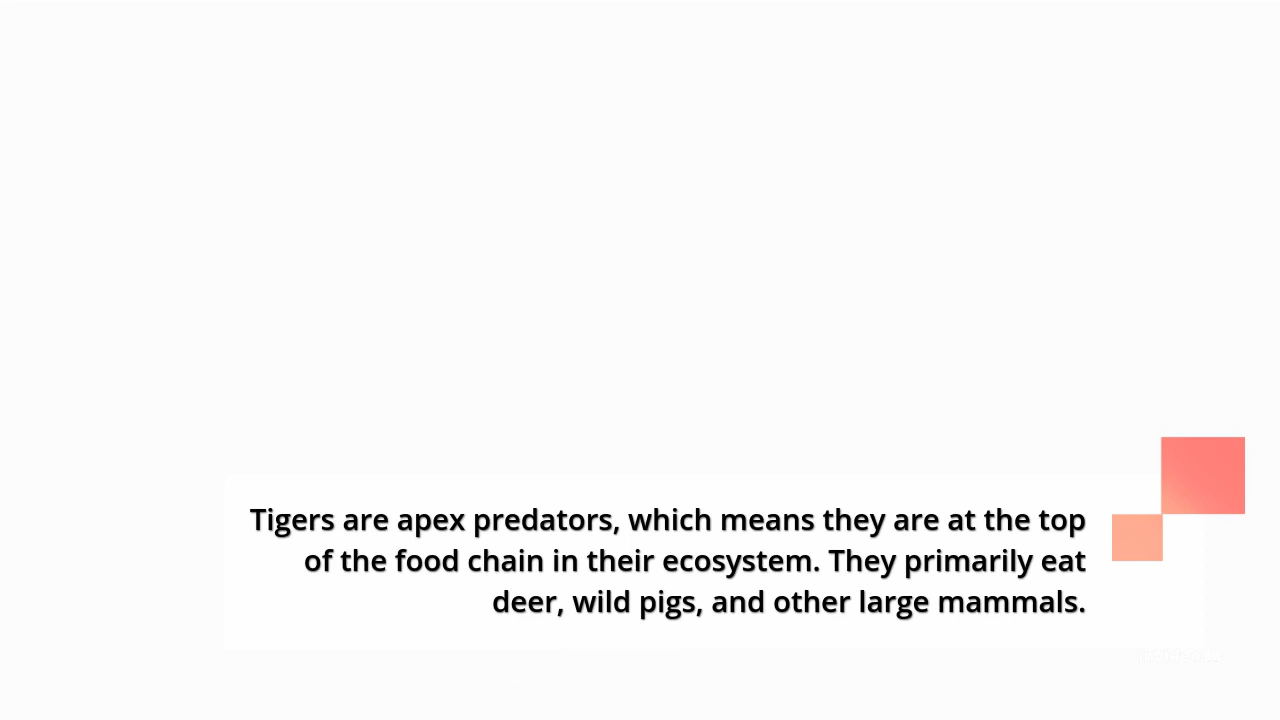 Tigers are apex predators, which means they are at the top
of the food chain in their ecosystem. They primarily eat
deer, wild pigs, and other large mammals.